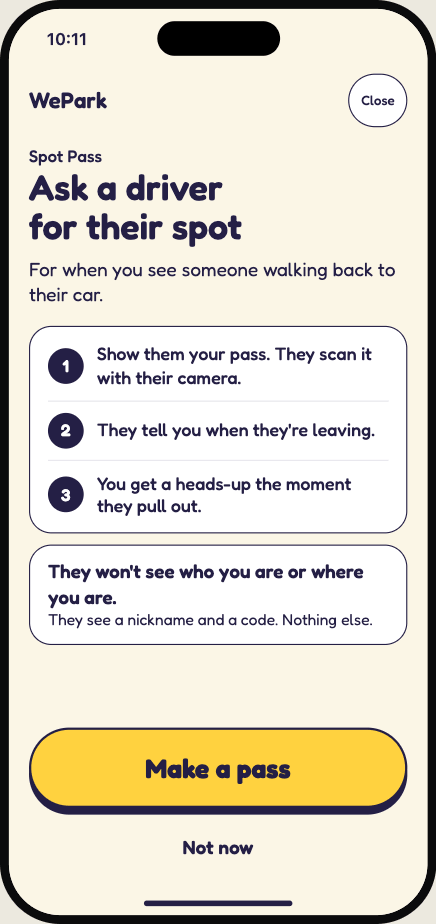 10:11
WePark
Close
Spot Pass
Ask a driver
for their spot
For when you see someone walking back to
their car.
1
Show them your pass. They scan it
with their camera.
2
They tell you when they're leaving.
3
You get a heads-up the moment
they pull out.
They won't see who you are or where
you are.
They see a nickname and a code. Nothing else.
Make a pass
Not now